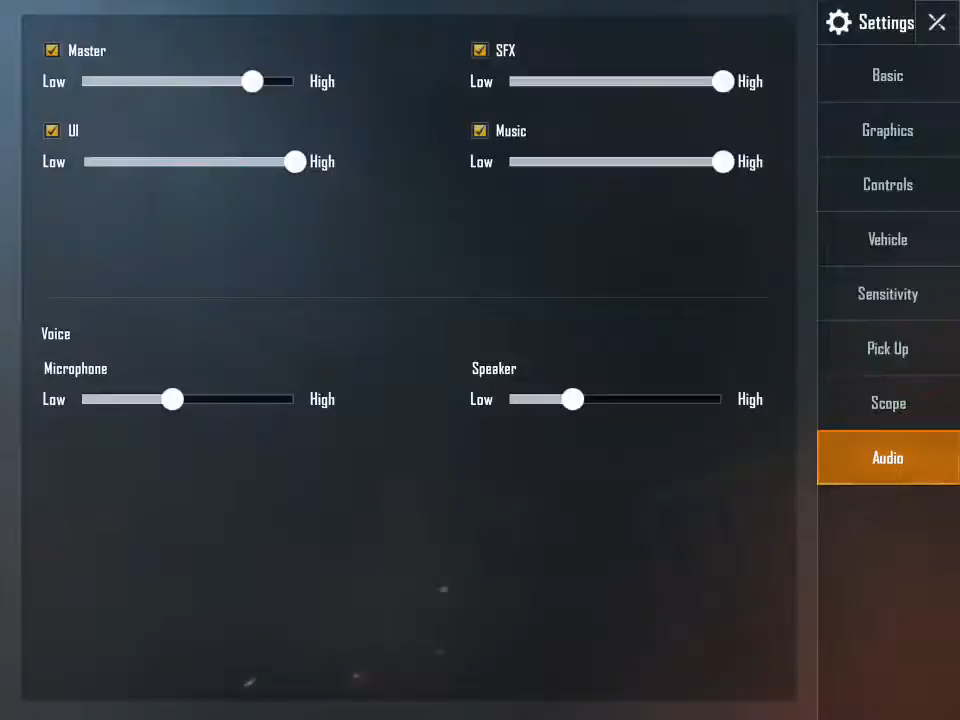 Settings
Master
Low High
SFX
Low High
UI
Low High
Music
Low High
Voice
Microphone
Low High
Speaker
Low High
Basic
Graphics
Controls
Vehicle
Sensitivity
Pick Up
Scope
Audio